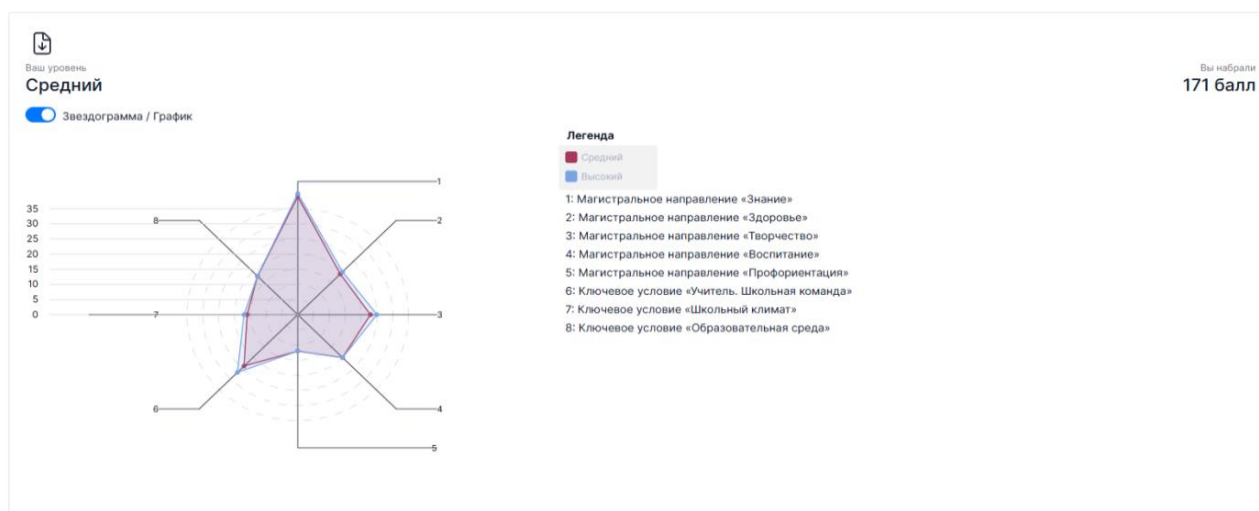 Ваш уровень
Средний
Вы набрали
171 балл
Звездограмма / График
35
30
25
20
15
10
5
0
1
2
3
4
5
6
7
8
Легенда
Средний
Высокий
1: Магистральное направление «Знание»
2: Магистральное направление «Здоровье»
3: Магистральное направление «Творчество»
4: Магистральное направление «Воспитание»
5: Магистральное направление «Профориентация»
6: Ключевое условие «Учитель. Школьная команда»
7: Ключевое условие «Школьный климат»
8: Ключевое условие «Образовательная среда»